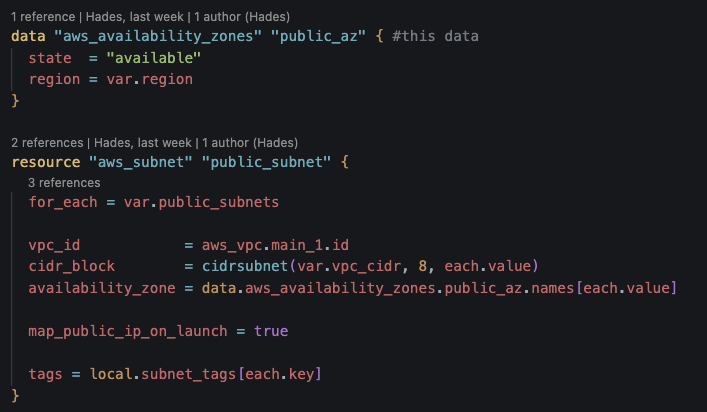 1 reference | Hades, last week | 1 author (Hades)
data "aws_availability_zones" "public_az" { #this data
  state  = "available"
  region = var.region
}
2 references | Hades, last week | 1 author (Hades)
resource "aws_subnet" "public_subnet" {
  3 references
  for_each = var.public_subnets
  vpc_id            = aws_vpc.main_1.id
  cidr_block        = cidrsubnet(var.vpc_cidr, 8, each.value)
  availability_zone = data.aws_availability_zones.public_az.names[each.value]
  map_public_ip_on_launch = true
  tags = local.subnet_tags[each.key]
}